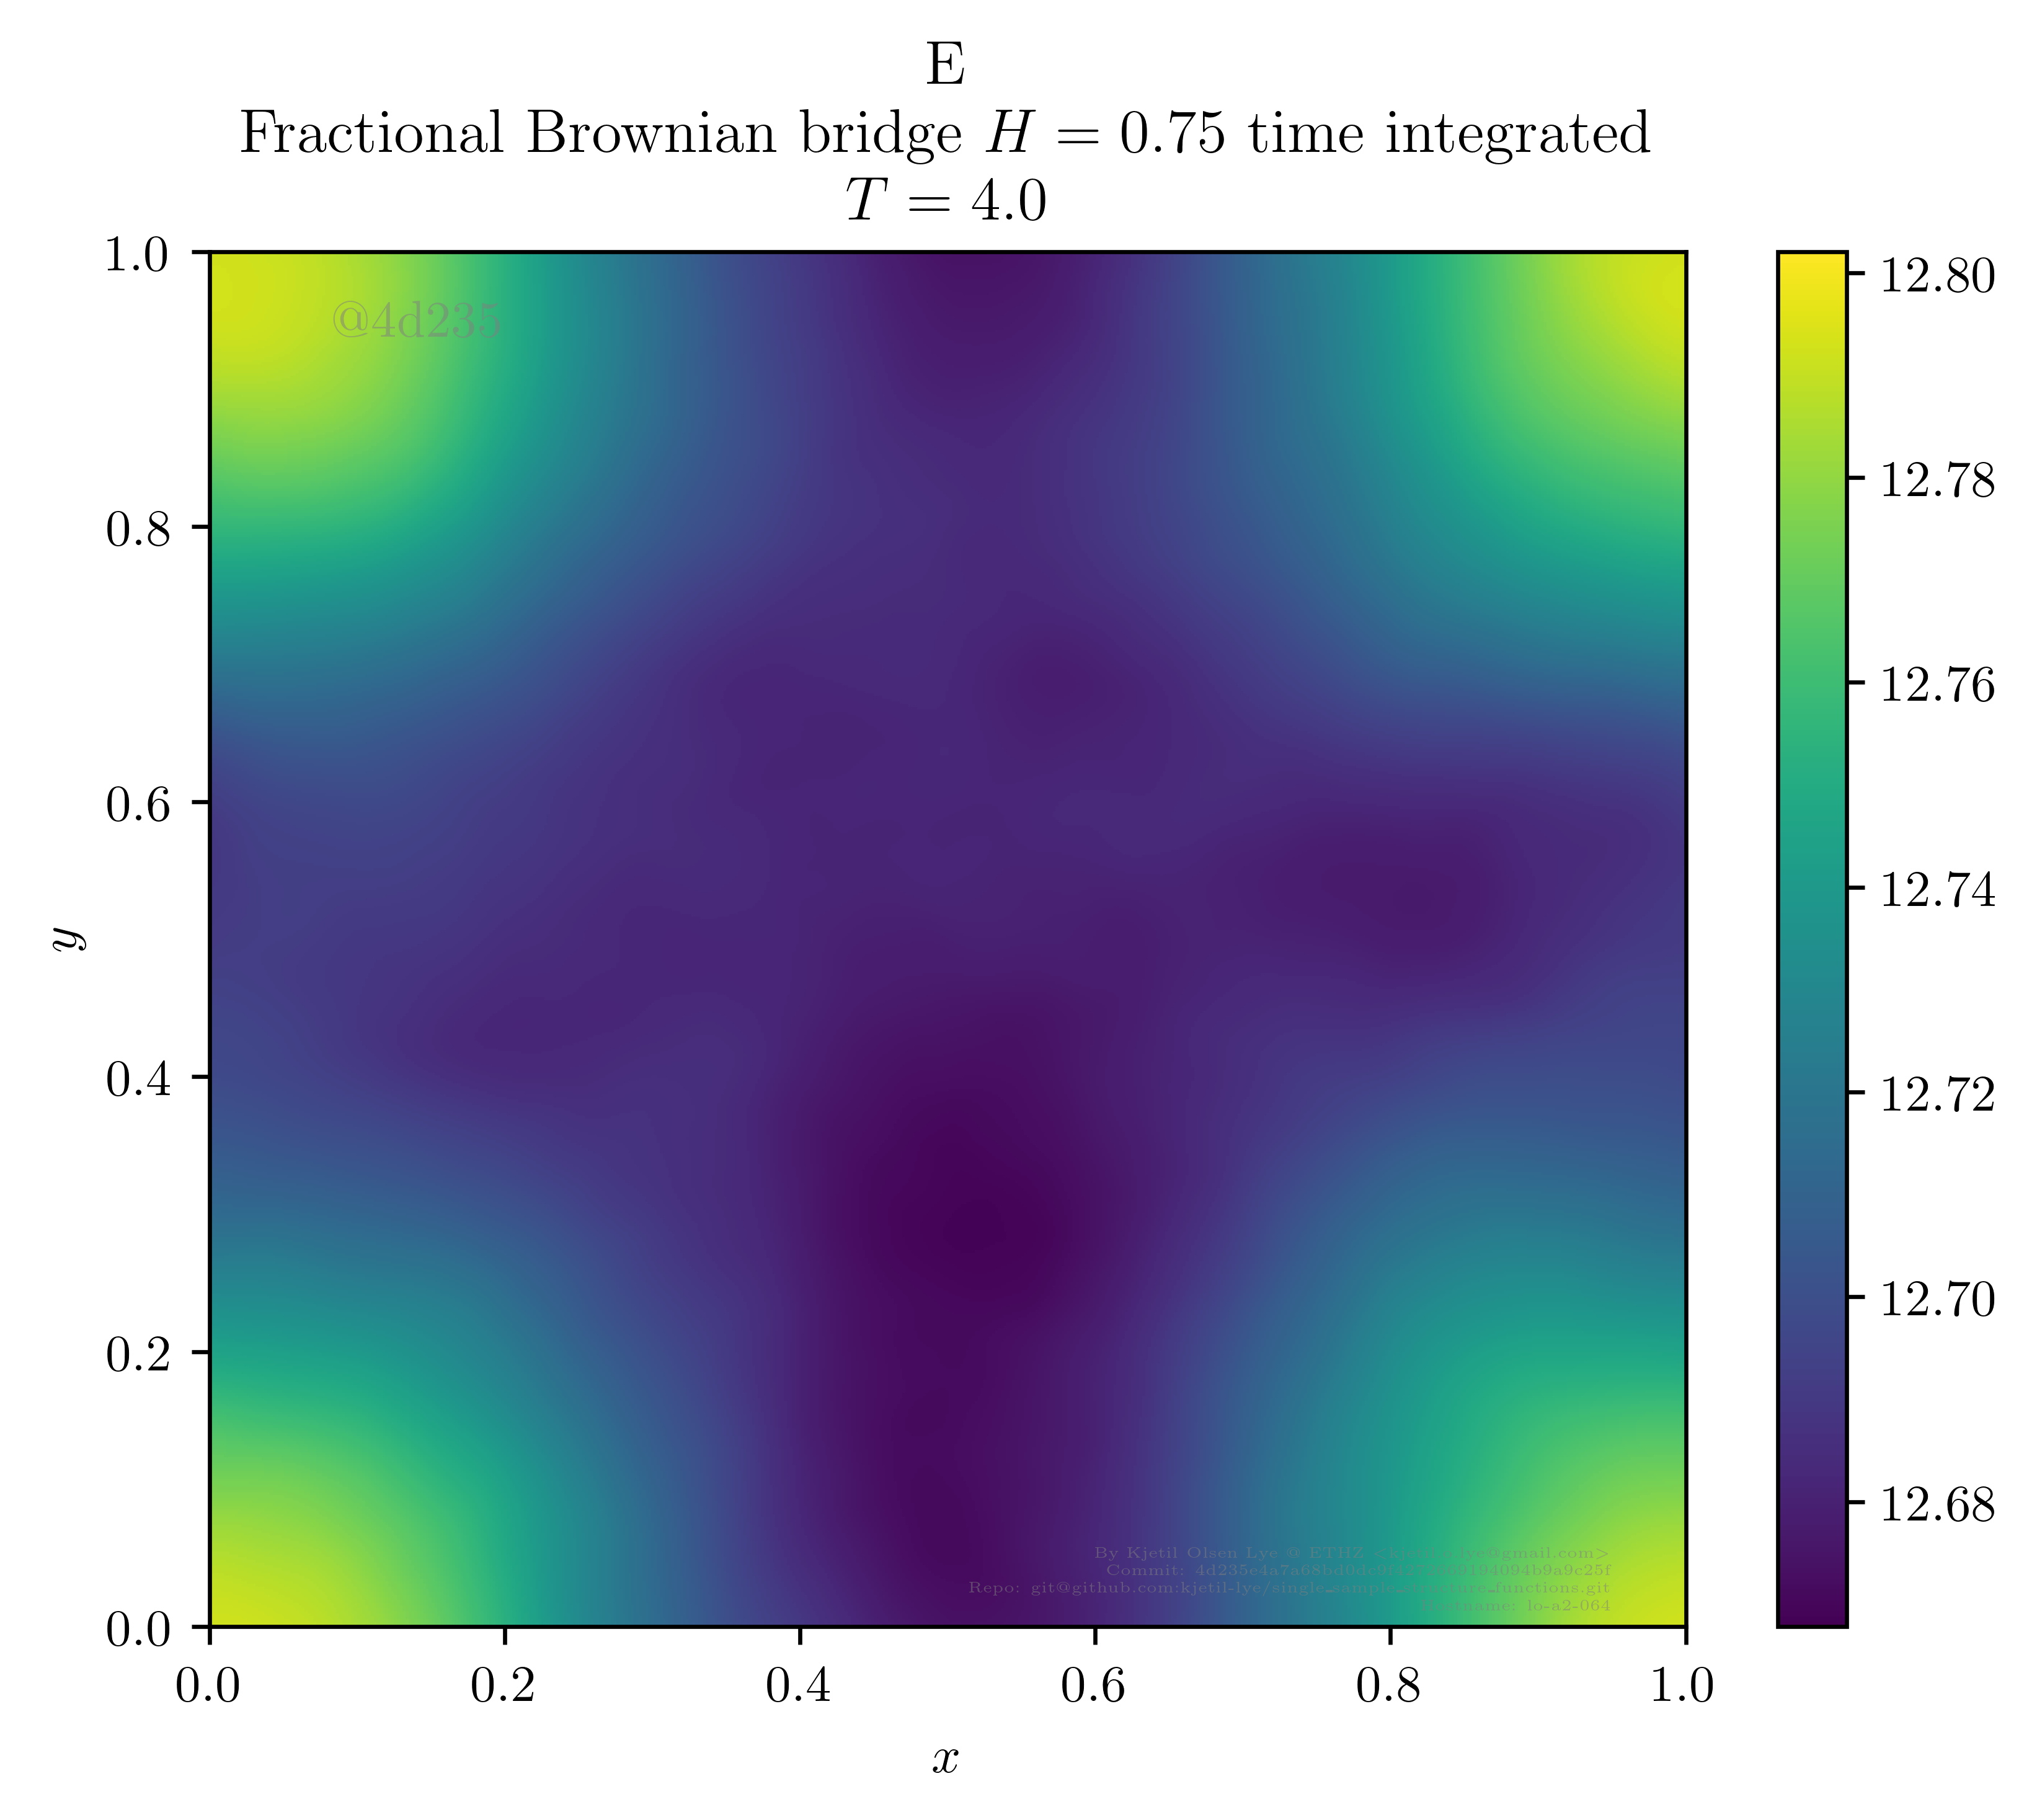 E
Fractional Brownian bridge H = 0.75 time integrated
T = 4.0
1.0
@4d235
0.8
0.6
0.4
0.2
0.0
y
0.0 0.2 0.4 0.6 0.8 1.0
x
12.80
12.78
12.76
12.74
12.72
12.70
12.68
By Kjetil Olsen Lye @ ETHZ
Commit:
Repo: git@github.com:kjetil-lye/single_sample_structure_functions.git
Hostname: lo-a2-064